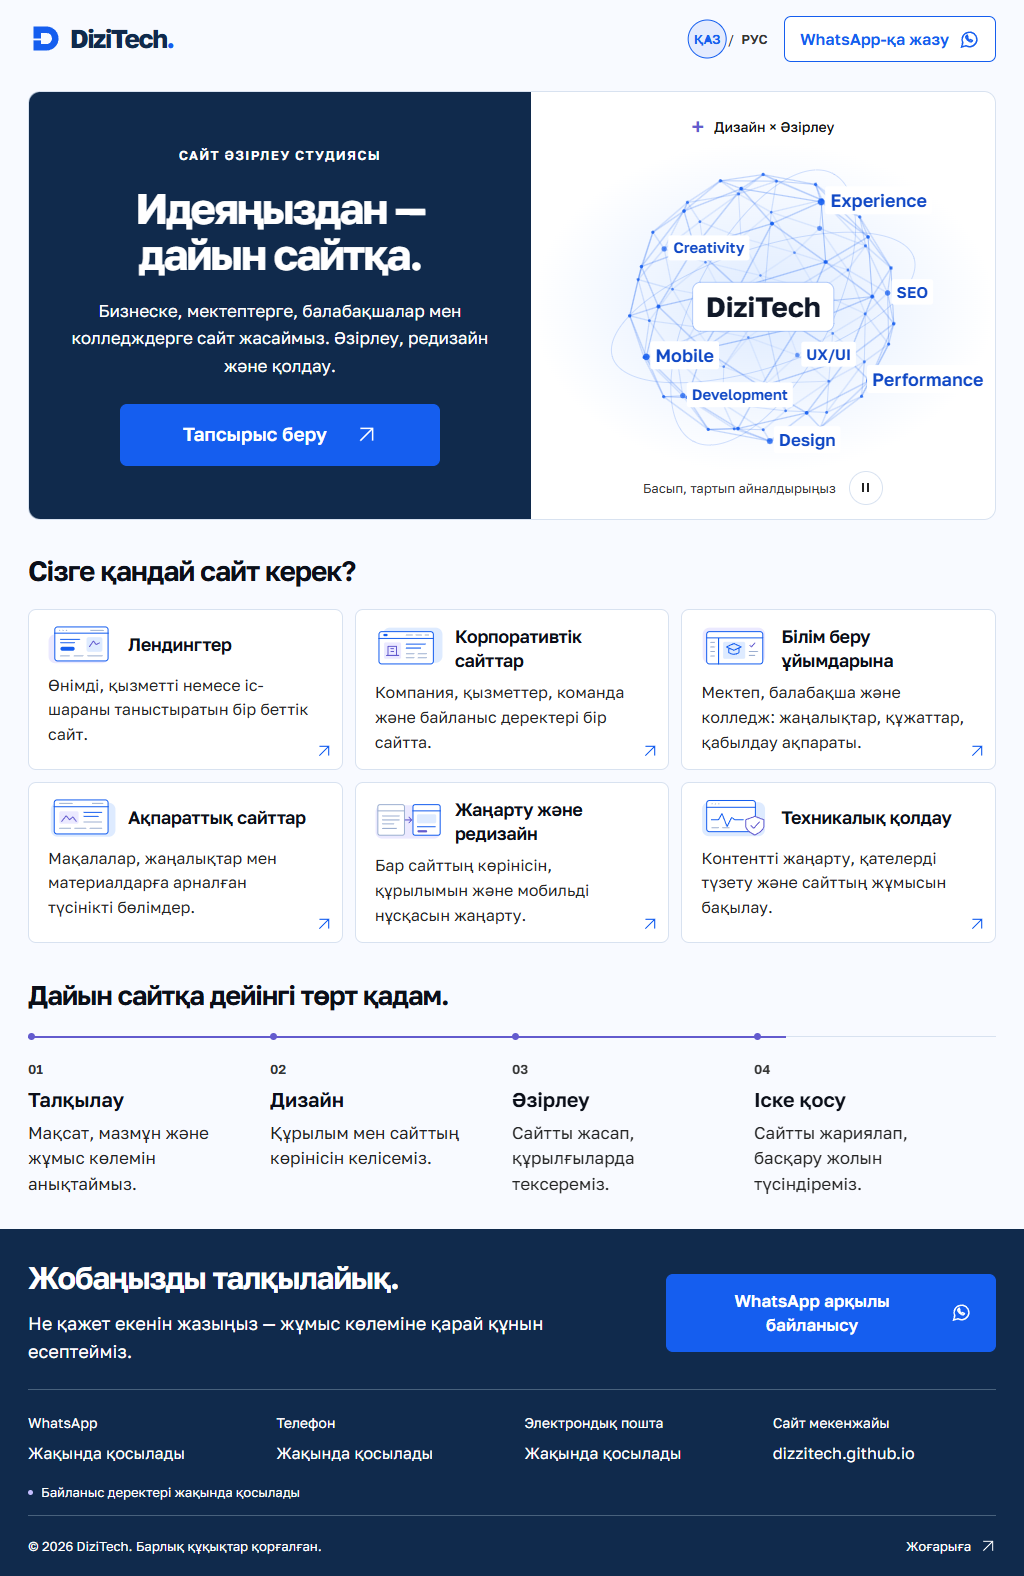 DiziTech.
ҚАЗ / РУС
WhatsApp-қа жазу
САЙТ ӘЗІРЛЕУ СТУДИЯСЫ
Идеяңыздан —
дайын сайтқа.
Бизнеске, мектептерге, балабақшалар мен
колледждерге сайт жасаймыз. Әзірлеу, редизайн
және қолдау.
Тапсырыс беру
Дизайн × Әзірлеу
Experience
Creativity
SEO
DiziTech
Mobile
UX/UI
Performance
Development
Design
Басып, тартып айналдырыңыз
Сізге қандай сайт керек?
Лендингтер
Өнімді, қызметті немесе іс-
шараны таныстыратын бір беттік
сайт.
Корпоративтік
сайттар
Компания, қызметтер, команда
және байланыс деректері бір
сайтта.
Білім беру
ұйымдарына
Мектеп, балабақша және
колледж: жаңалықтар, құжаттар,
қабылдау ақпараты.
Ақпараттық сайттар
Мақалалар, жаңалықтар мен
материалдарға арналған
түсінікті бөлімдер.
Жаңарту және
редизайн
Бар сайттың көрінісін,
құрылымын және мобильді
нұсқасын жаңарту.
Техникалық қолдау
Контентті жаңарту, қателерді
түзету және сайттың жұмысын
бақылау.
Дайын сайтқа дейінгі төрт қадам.
01
Талқылау
Мақсат, мазмұн және
жұмыс көлемін
анықтаймыз.
02
Дизайн
Құрылым мен сайттың
көрінісін келісеміз.
03
Әзірлеу
Сайтты жасап,
құрылғыларда
тексереміз.
04
Іске қосу
Сайтты жариялап,
басқару жолын
түсіндіреміз.
Жобаңызды талқылайық.
Не қажет екенін жазыңыз — жұмыс көлеміне қарай құнын
есептейміз.
WhatsApp арқылы
байланысу
WhatsApp
Жақында қосылады
Телефон
Жақында қосылады
Электрондық пошта
Жақында қосылады
Сайт мекенжайы
dizzitech.github.io
Байланыс деректері жақында қосылады
© 2026 DiziTech. Барлық құқықтар қорғалған.
Жоғарыға